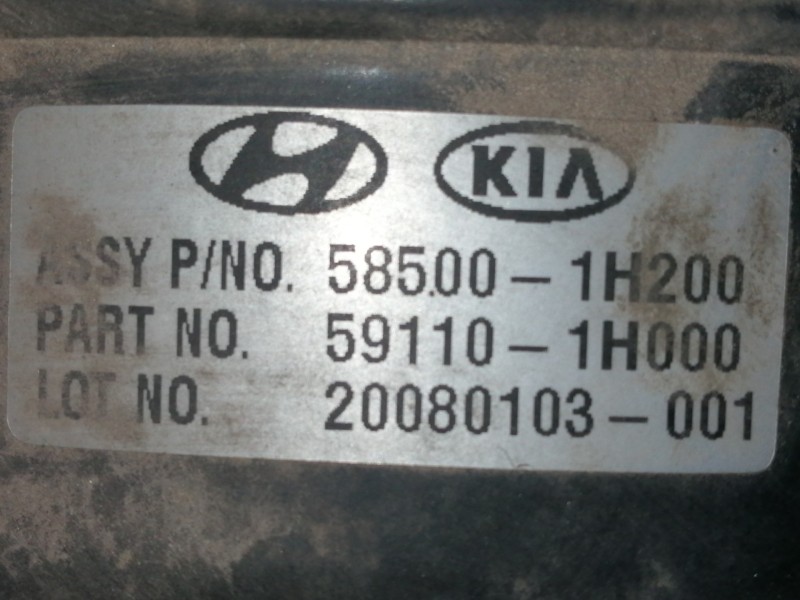 KIA
ASSY P/NO. 58500-1H200
PART NO. 59110-1H000
LOT NO. 20080103-001